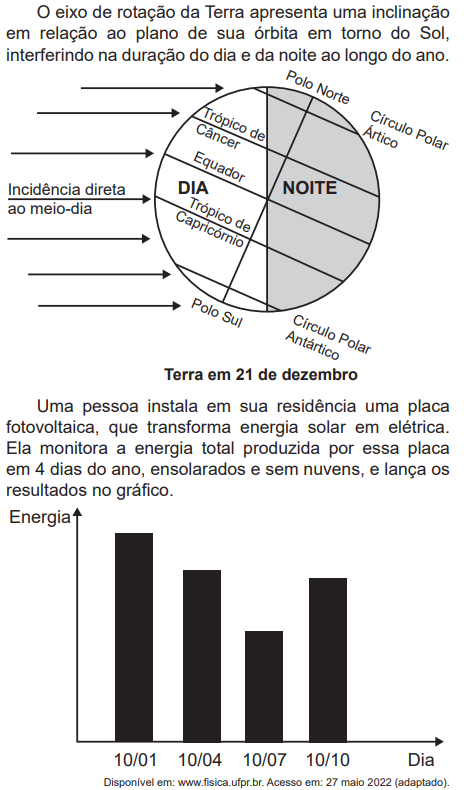 O eixo de rotação da Terra apresenta uma inclinação
em relação ao plano de sua órbita em torno do Sol,
interferindo na duração do dia e da noite ao longo do ano.
Polo Norte
Círculo Polar
Ártico
Trópico de
Câncer
Equador
Incidência direta
ao meio-dia
DIA
NOITE
Trópico de
Capricórnio
Polo Sul
Círculo Polar
Antártico
Terra em 21 de dezembro
Uma pessoa instala em sua residência uma placa
fotovoltaica, que transforma energia solar em elétrica.
Ela monitora a energia total produzida por essa placa
em 4 dias do ano, ensolarados e sem nuvens, e lança os
resultados no gráfico.
Energia
10/01 10/04 10/07 10/10 Dia
Disponível em: www.fisica.ufpr.br. Acesso em: 27 maio 2022 (adaptado).